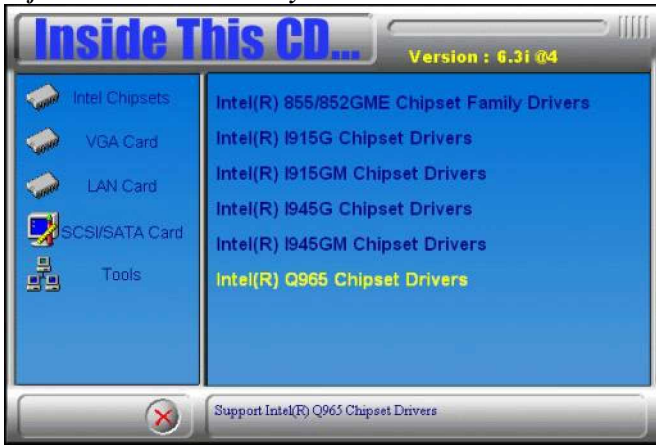 Inside This CD...
Version : 6.3i @4
Intel Chipsets
VGA Card
LAN Card
SCSI/SATA Card
Tools
Intel(R) 855/852GME Chipset Family Drivers
Intel(R) I915G Chipset Drivers
Intel(R) I915GM Chipset Drivers
Intel(R) I945G Chipset Drivers
Intel(R) I945GM Chipset Drivers
Intel(R) Q965 Chipset Drivers
Support Intel(R) Q965 Chipset Drivers